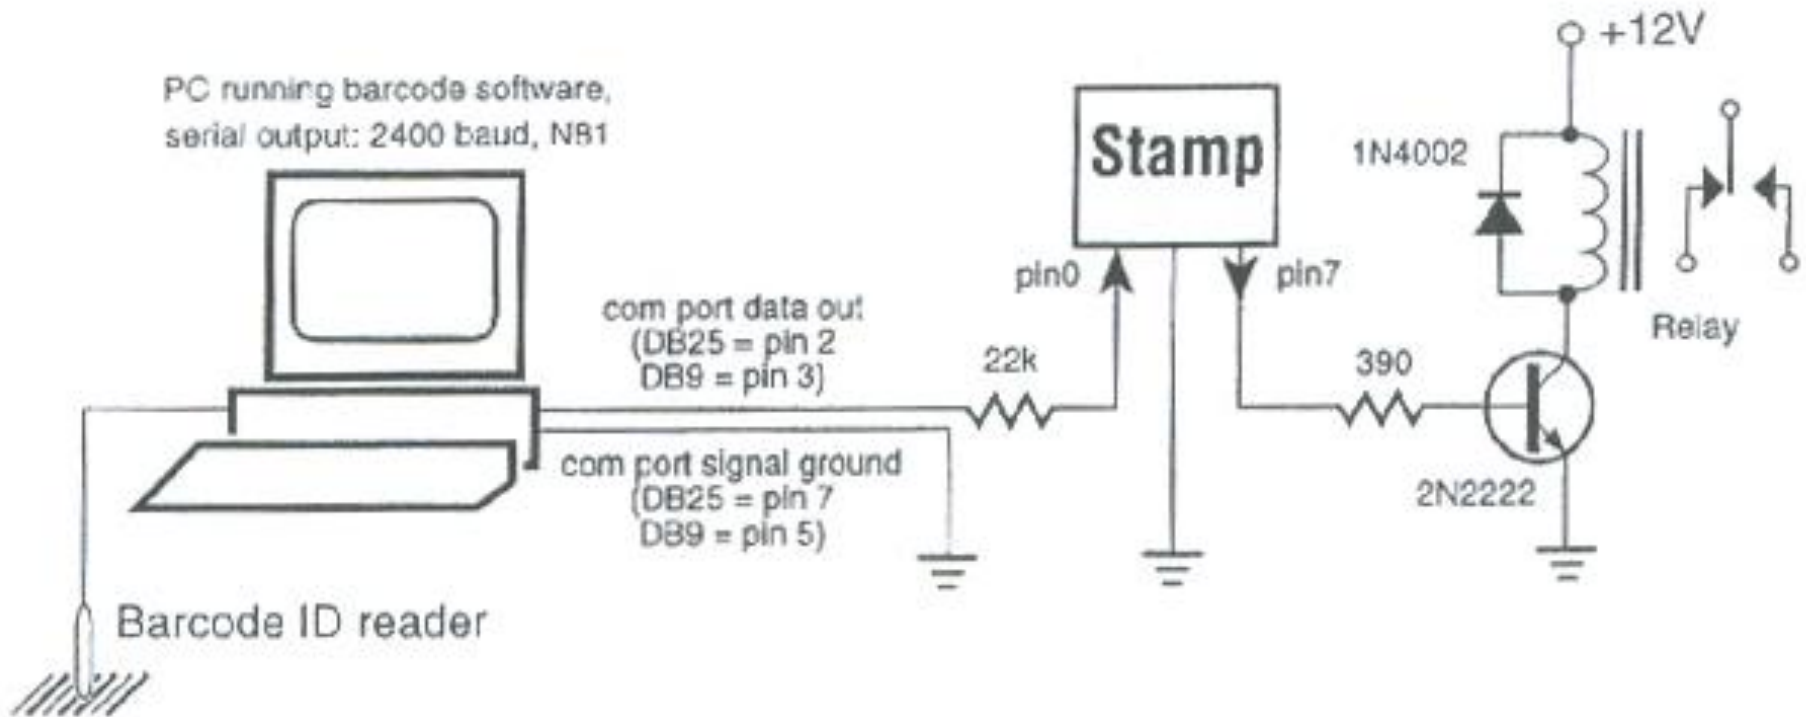 PC running barcode software,
serial output: 2400 baud, N81
+12V
Stamp
1N4002
pin0
pin7
com port data out
(DB25 = pin 2
DB9 = pin 3)
22k
390
Relay
com port signal ground
(DB25 = pin 7
DB9 = pin 5)
2N2222
Barcode ID reader